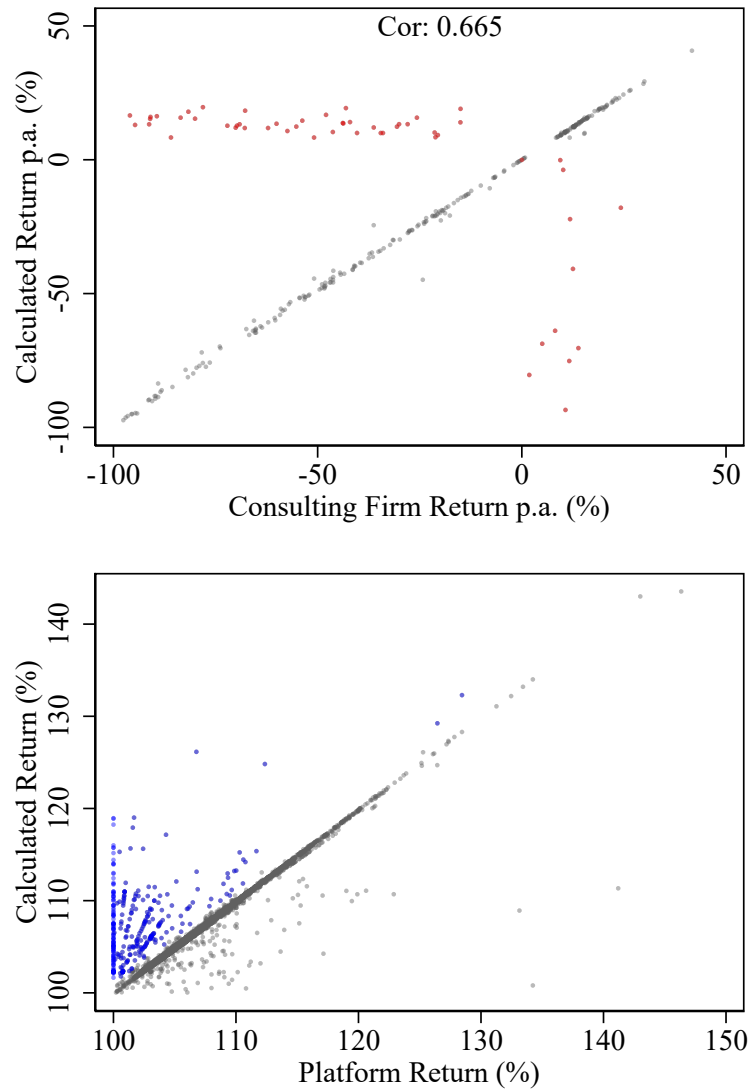 Cor: 0.665
50
0
-50
-100
Calculated Return p.a. (%)
-100 -50 0 50
Consulting Firm Return p.a. (%)
140
130
120
110
100
Calculated Return (%)
100 110 120 130 140 150
Platform Return (%)